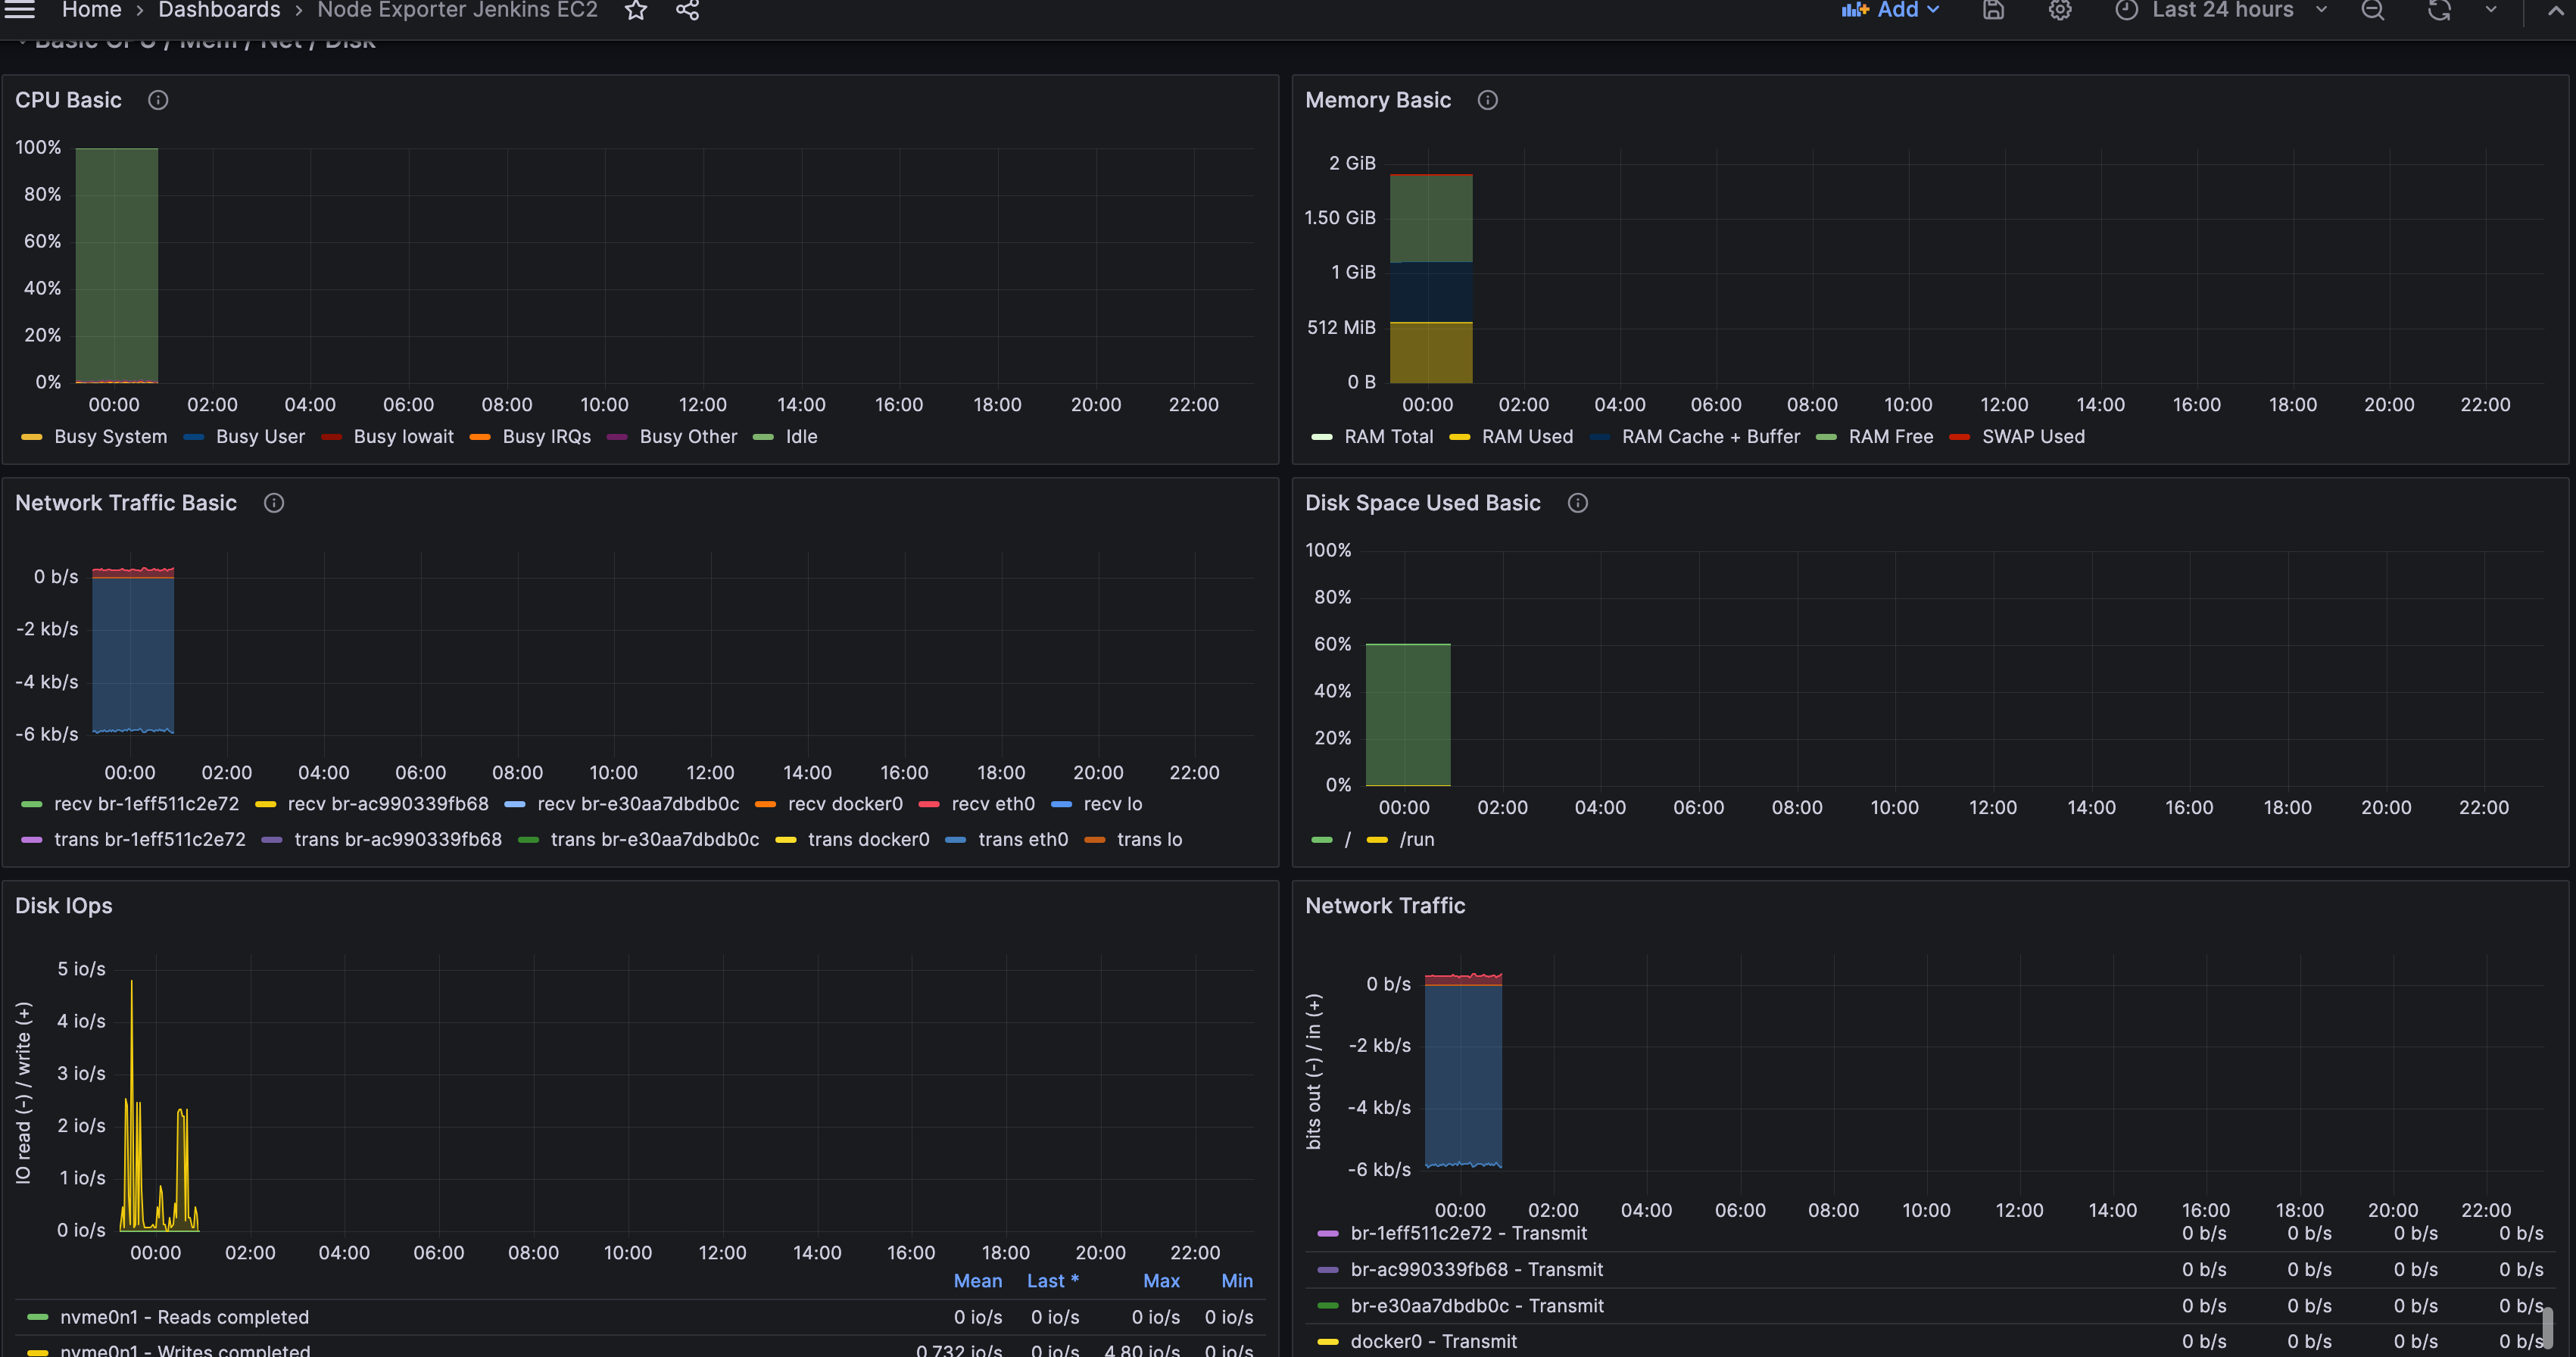 Home › Dashboards › Node Exporter Jenkins EC2 Add Last 24 hours
Basic CPU / Mem / Net / Disk
CPU Basic
100%
80%
60%
40%
20%
0%
00:00 02:00 04:00 06:00 08:00 10:00 12:00 14:00 16:00 18:00 20:00 22:00
Busy System Busy User Busy Iowait Busy IRQs Busy Other Idle
Memory Basic
2 GiB
1.50 GiB
1 GiB
512 MiB
0 B
00:00 02:00 04:00 06:00 08:00 10:00 12:00 14:00 16:00 18:00 20:00 22:00
RAM Total RAM Used RAM Cache + Buffer RAM Free SWAP Used
Network Traffic Basic
0 b/s
-2 kb/s
-4 kb/s
-6 kb/s
00:00 02:00 04:00 06:00 08:00 10:00 12:00 14:00 16:00 18:00 20:00 22:00
recv br-1eff511c2e72 recv br-ac990339fb68 recv br-e30aa7dbdb0c recv docker0 recv eth0 recv lo
trans br-1eff511c2e72 trans br-ac990339fb68 trans br-e30aa7dbdb0c trans docker0 trans eth0 trans lo
Disk Space Used Basic
100%
80%
60%
40%
20%
0%
00:00 02:00 04:00 06:00 08:00 10:00 12:00 14:00 16:00 18:00 20:00 22:00
/ /run
Disk IOps
IO read (-) / write (+)
5 io/s
4 io/s
3 io/s
2 io/s
1 io/s
0 io/s
00:00 02:00 04:00 06:00 08:00 10:00 12:00 14:00 16:00 18:00 20:00 22:00
Mean Last * Max Min
nvme0n1 - Reads completed 0 io/s 0 io/s 0 io/s 0 io/s
nvme0n1 - Writes completed 0.732 io/s 0 io/s 4.80 io/s 0 io/s
Network Traffic
bits out (-) / in (+)
0 b/s
-2 kb/s
-4 kb/s
-6 kb/s
00:00 02:00 04:00 06:00 08:00 10:00 12:00 14:00 16:00 18:00 20:00 22:00
br-1eff511c2e72 - Transmit 0 b/s 0 b/s 0 b/s 0 b/s
br-ac990339fb68 - Transmit 0 b/s 0 b/s 0 b/s 0 b/s
br-e30aa7dbdb0c - Transmit 0 b/s 0 b/s 0 b/s 0 b/s
docker0 - Transmit 0 b/s 0 b/s 0 b/s 0 b/s